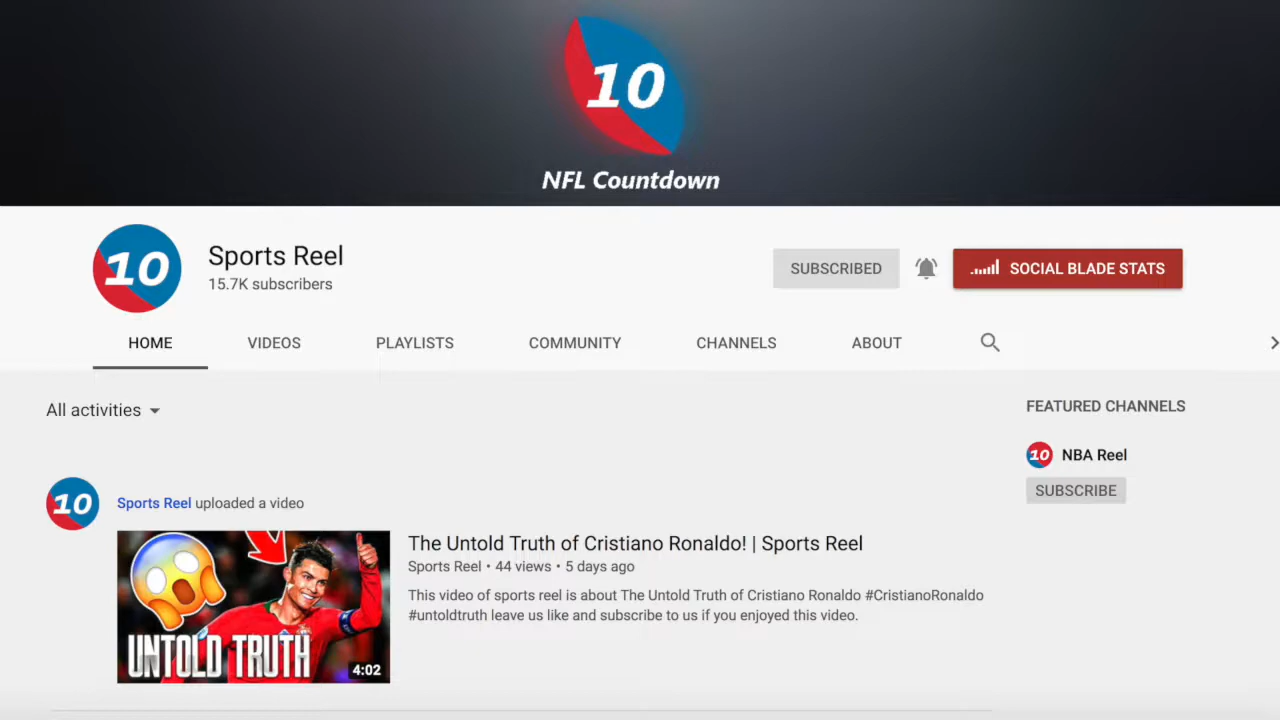 10
NFL Countdown
10
Sports Reel
15.7K subscribers
SUBSCRIBED
SOCIAL BLADE STATS
HOME
VIDEOS
PLAYLISTS
COMMUNITY
CHANNELS
ABOUT
All activities
FEATURED CHANNELS
10
NBA Reel
SUBSCRIBE
10
Sports Reel uploaded a video
UNTOLD TRUTH
4:02
The Untold Truth of Cristiano Ronaldo! | Sports Reel
Sports Reel • 44 views • 5 days ago
This video of sports reel is about The Untold Truth of Cristiano Ronaldo #CristianoRonaldo
#untoldtruth leave us like and subscribe to us if you enjoyed this video.